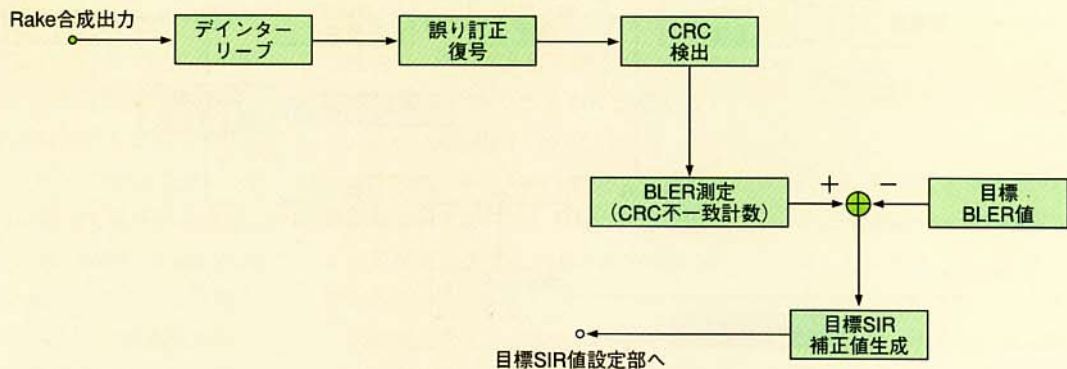 Rake合成出力
デインター
リーブ
誤り訂正
復号
CRC
検出
BLER測定
（CRC不一致計数）
+
−
目標
BLER値
目標SIR
補正値生成
目標SIR値設定部へ